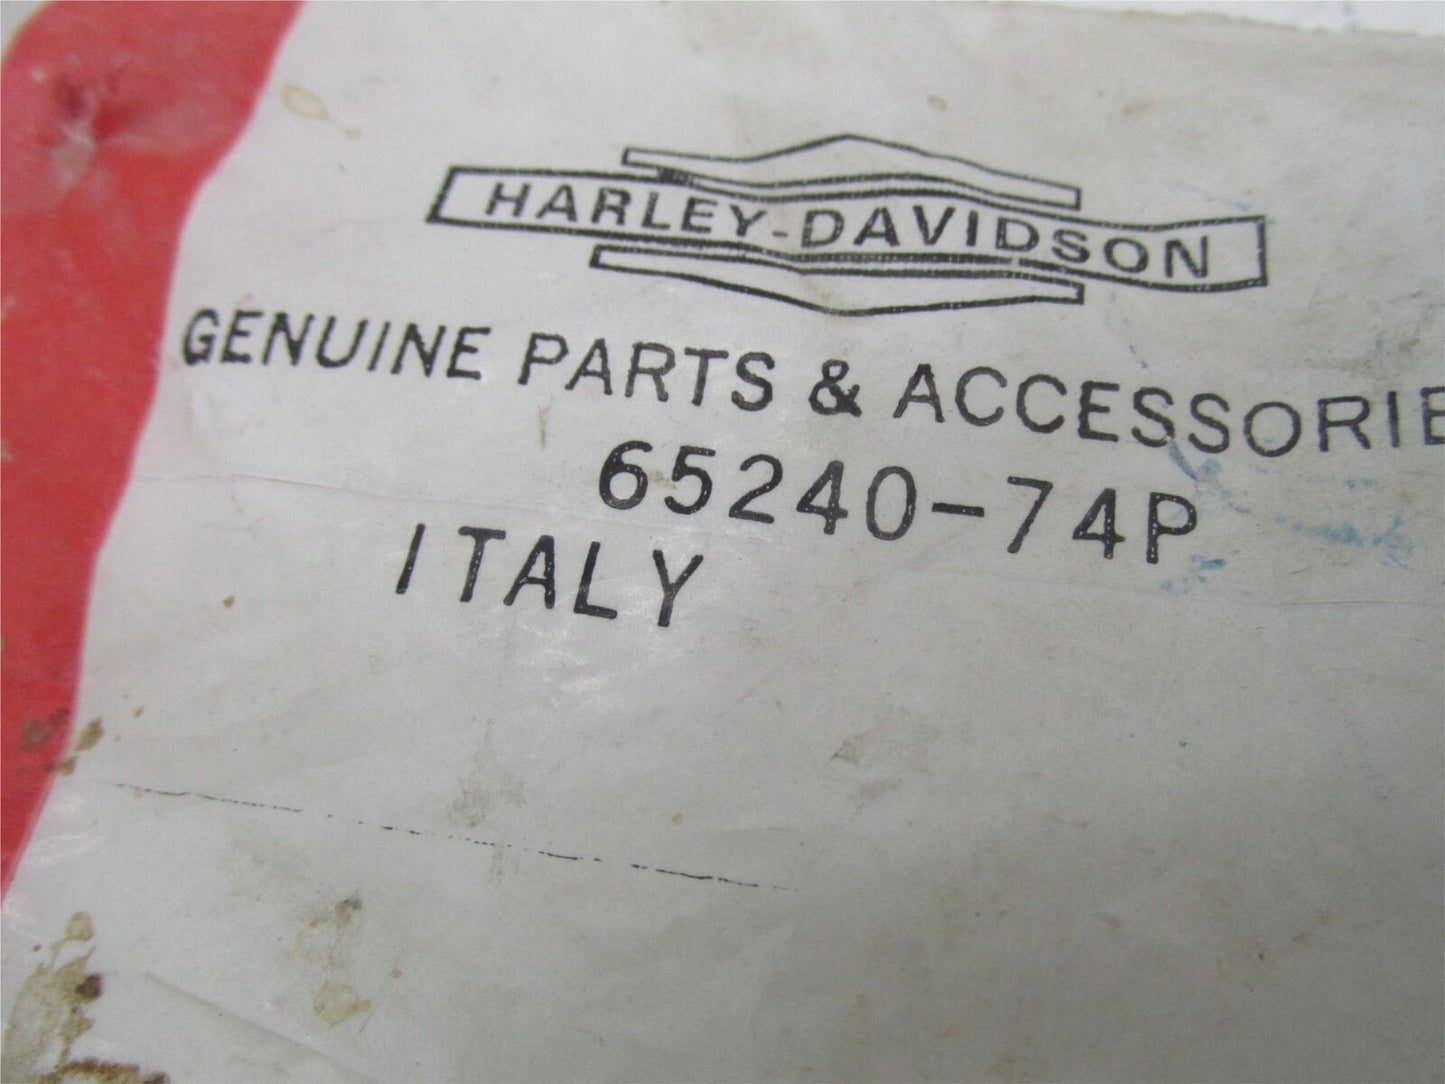 HARLEY-DAVIDSON
GENUINE PARTS & ACCESSORIE
65240-74P
ITALY